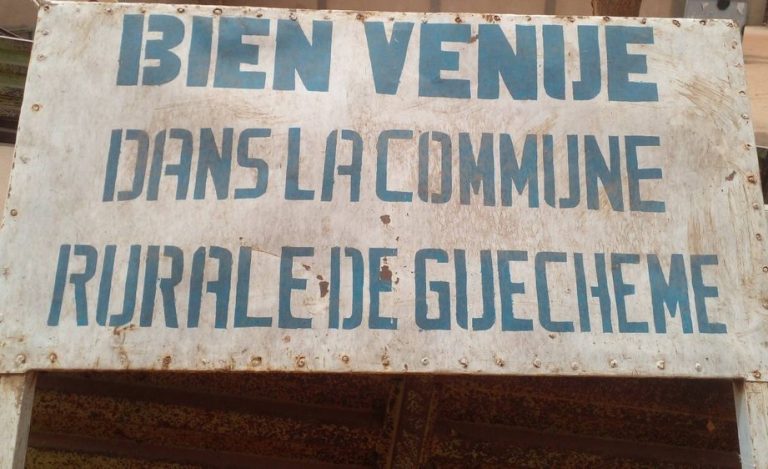 BIEN VENUE
DANS LA COMMUNE
RURALE DE GUECHEME